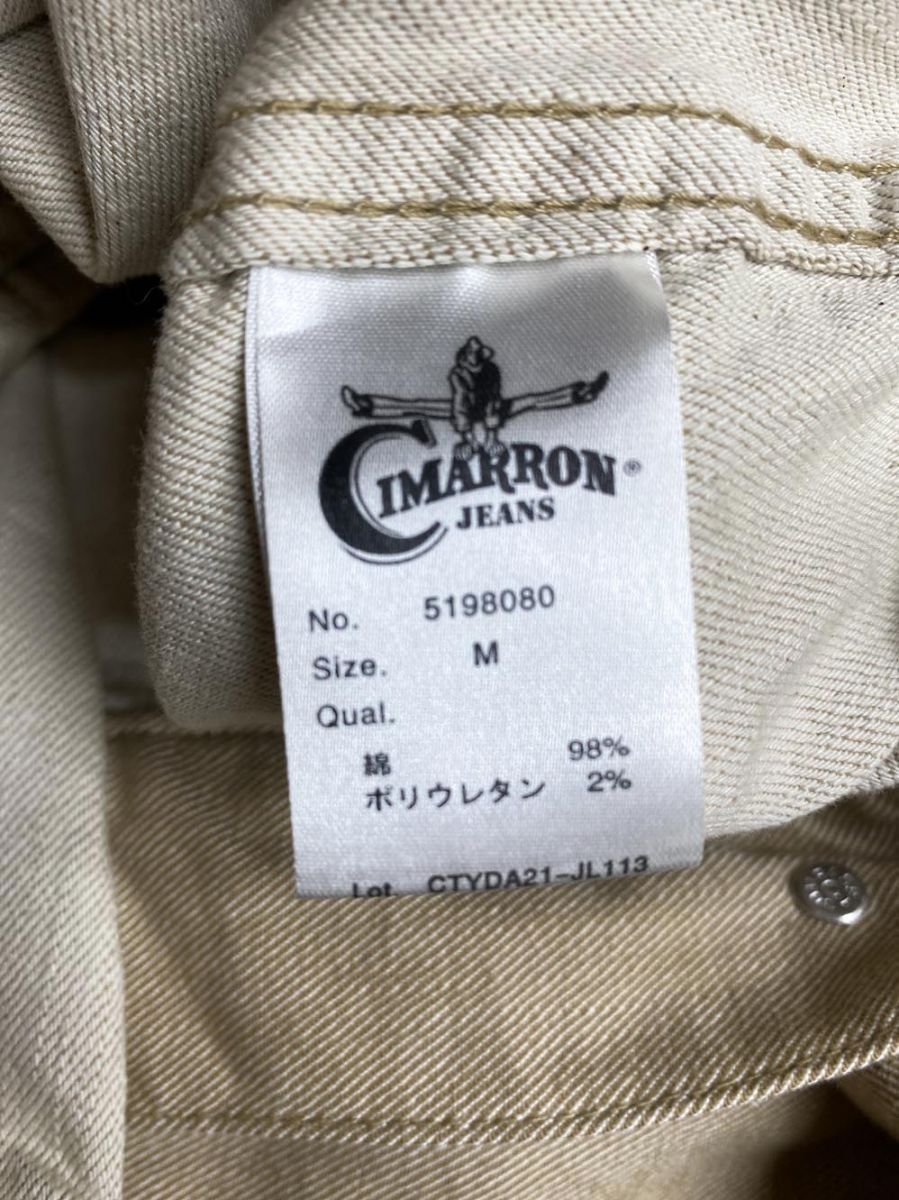 CIMARRON®
JEANS
No. 5198080
Size. M
Qual.
綿 98%
ポリウレタン 2%
Lot. CTYDA21-JL113